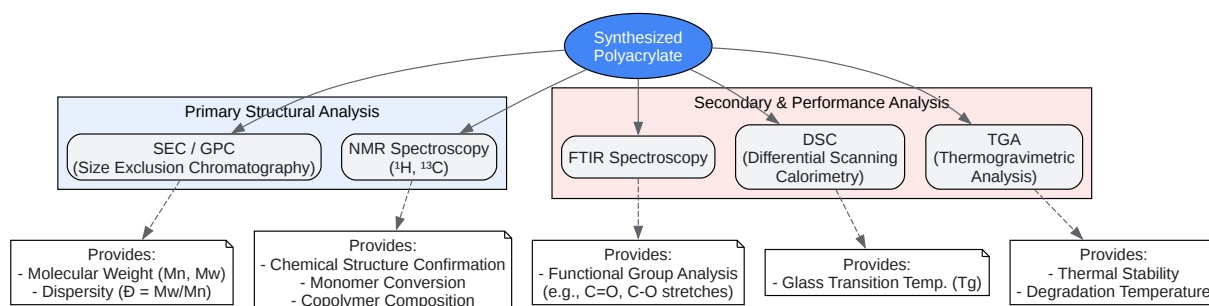 Synthesized
Polyacrylate
Primary Structural Analysis
SEC / GPC
(Size Exclusion Chromatography)
NMR Spectroscopy
(¹H, ¹³C)
Secondary & Performance Analysis
FTIR Spectroscopy
DSC
(Differential Scanning
Calorimetry)
TGA
(Thermogravimetric
Analysis)
Provides:
- Molecular Weight (Mn, Mw)
- Dispersity (Đ = Mw/Mn)
Provides:
- Chemical Structure Confirmation
- Monomer Conversion
- Copolymer Composition
Provides:
- Functional Group Analysis
(e.g., C=O, C-O stretches)
Provides:
- Glass Transition Temp. (Tg)
Provides:
- Thermal Stability
- Degradation Temperature